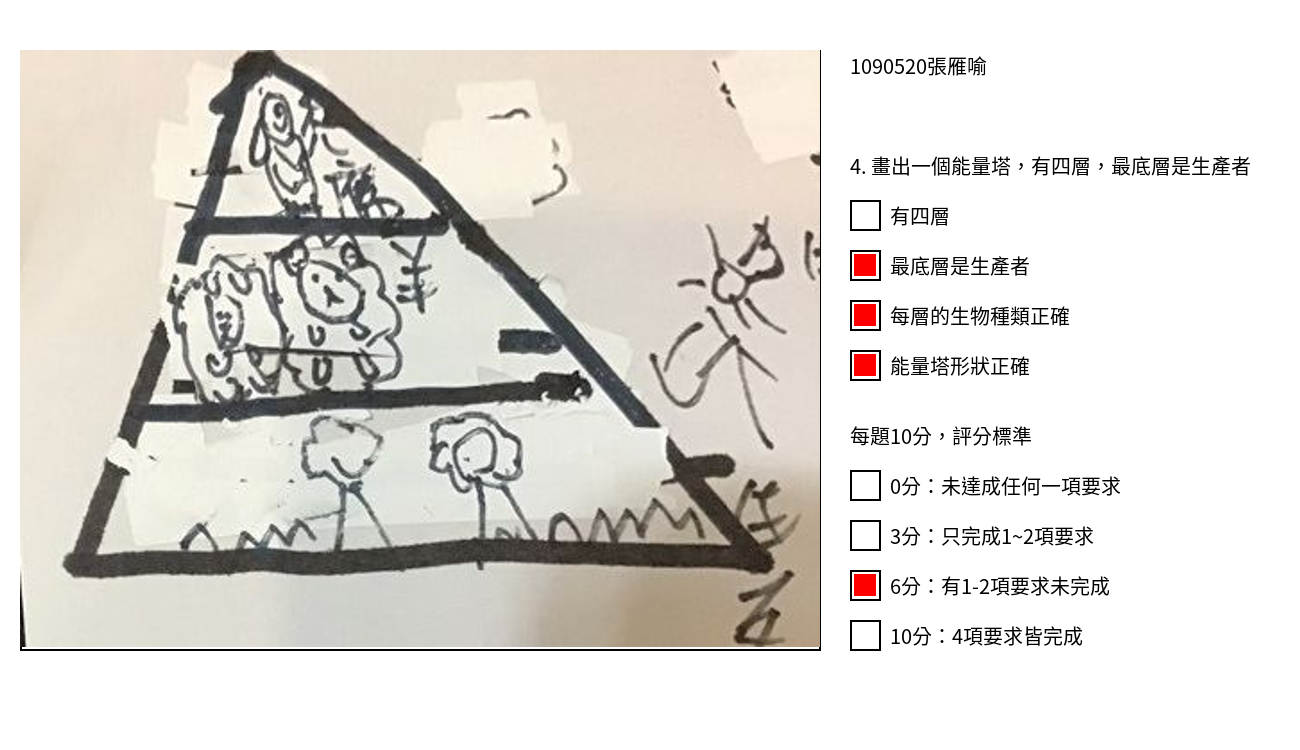 1090520張雁喻
4. 畫出一個能量塔，有四層，最底層是生產者
有四層
最底層是生產者
每層的生物種類正確
能量塔形狀正確
每題10分，評分標準
0分：未達成任何一項要求
3分：只完成1~2項要求
6分：有1-2項要求未完成
10分：4項要求皆完成
羊